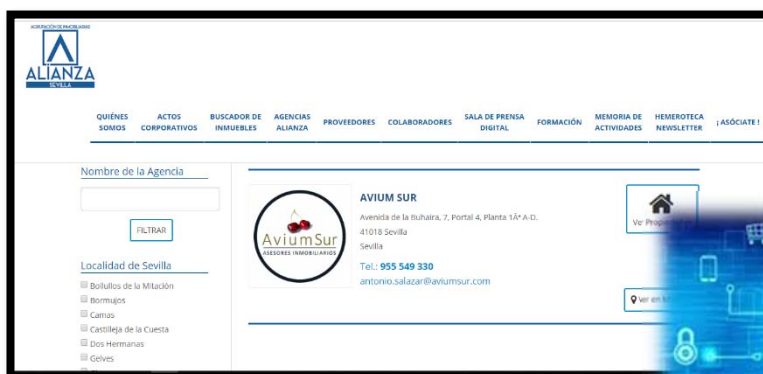 AGRUPACIÓN DE INMOBILIARIAS
ALIANZA
SEVILLA
QUIÉNES SOMOS
ACTOS CORPORATIVOS
BUSCADOR DE INMUEBLES
AGENCIAS ALIANZA
PROVEEDORES
COLABORADORES
SALA DE PRENSA DIGITAL
FORMACIÓN
MEMORIA DE ACTIVIDADES
HEMEROTECA NEWSLETTER
¡ ASÓCIATE !
Nombre de la Agencia
FILTRAR
Localidad de Sevilla
Bollullos de la Mitación
Bormujos
Camas
Castilleja de la Cuesta
Dos Hermanas
Gelves
AviumSur
ASESORES INMOBILIARIOS
AVIUM SUR
Avenida de la Buhaira, 7, Portal 4, Planta 1Âª A-D.
41018 Sevilla
Sevilla
Tel.: 955 549 330
antonio.salazar@aviumsur.com
Ver
Ver en